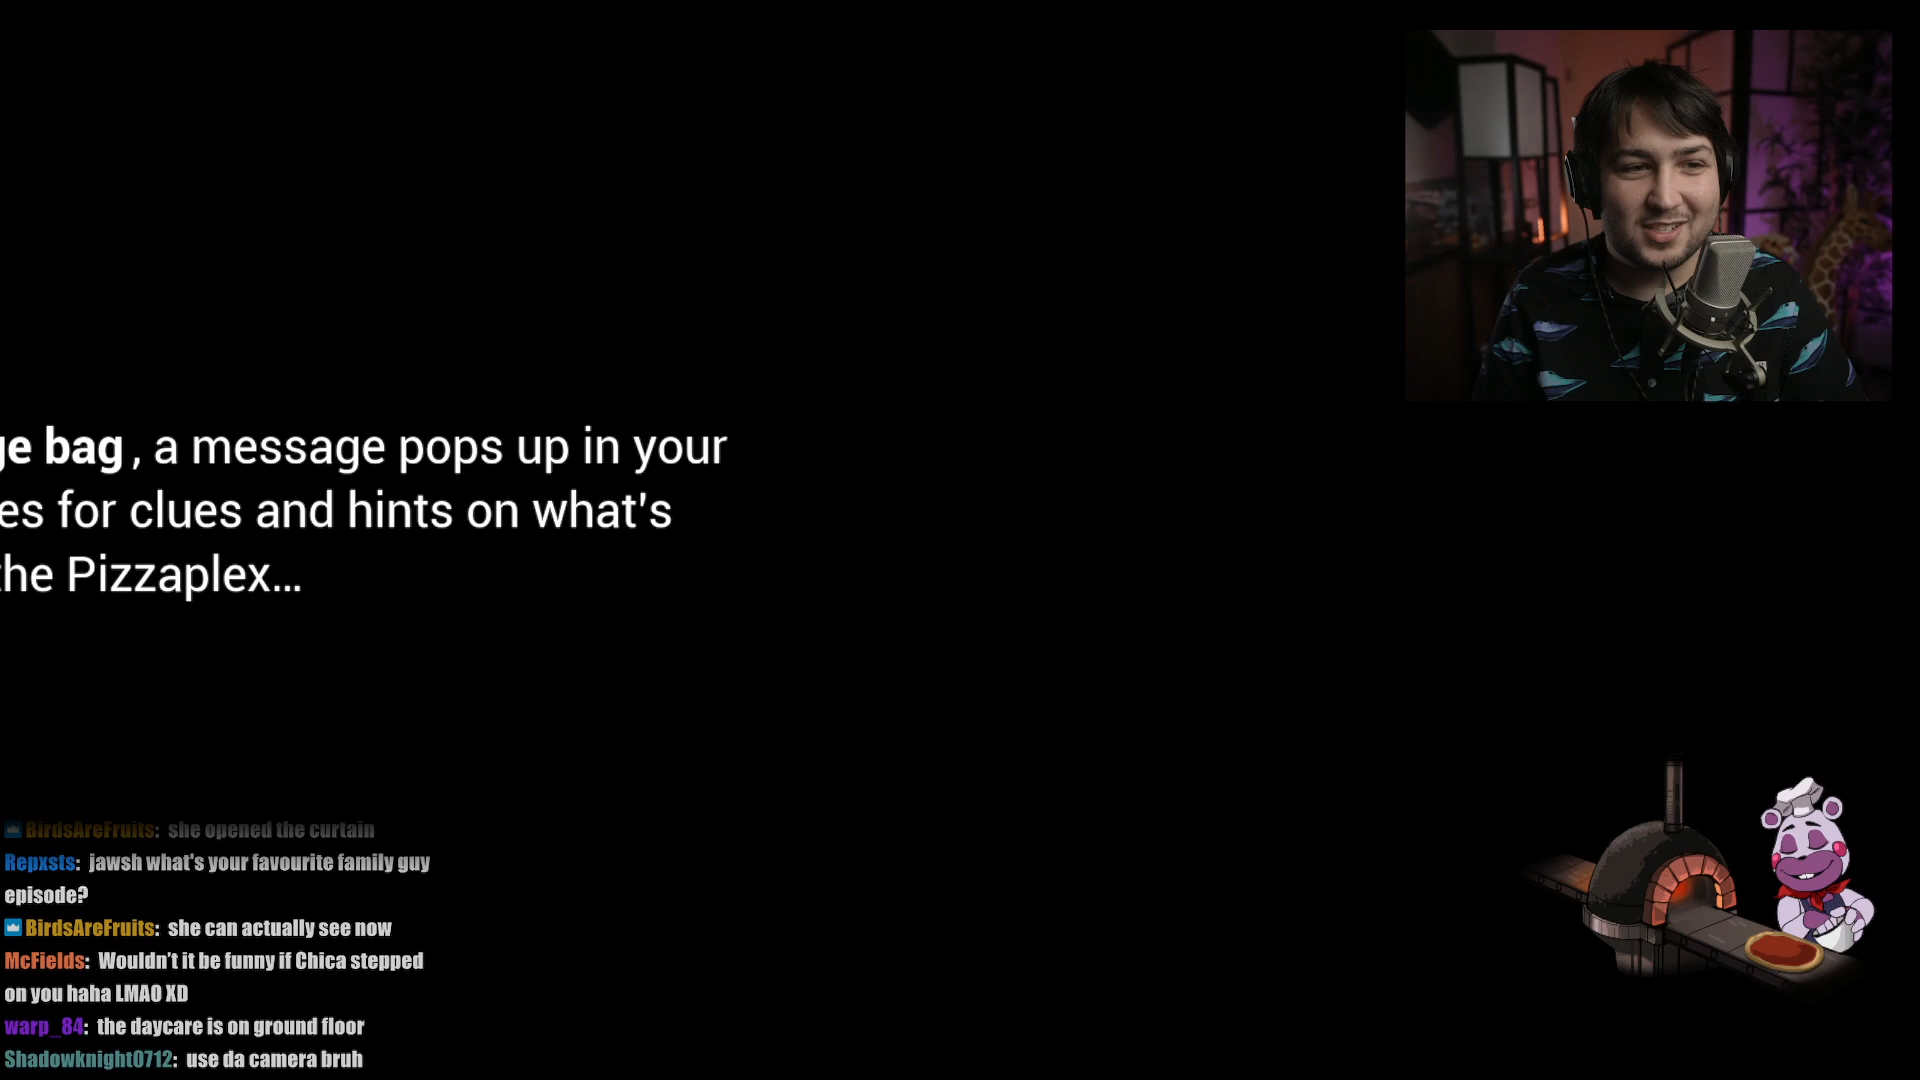 ge bag, a message pops up in your
es for clues and hints on what's
the Pizzaplex...
BirdsAreFruits: she opened the curtain
Repxsts: jawsh what's your favourite family guy
episode?
BirdsAreFruits: she can actually see now
McFields: Wouldn't it be funny if Chica stepped
on you haha LMAO XD
warp_84: the daycare is on ground floor
Shadowknight0712: use da camera bruh